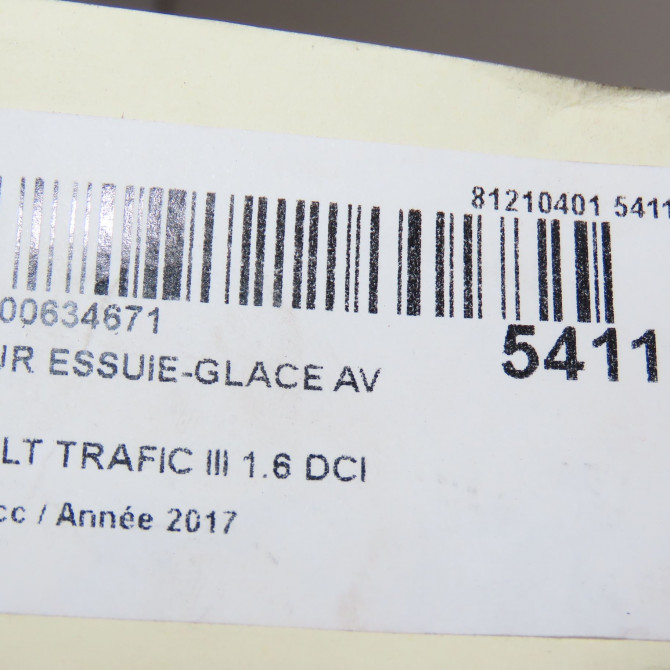 81210401 5411
00634671
5411
UR ESSUIE-GLACE AV
LT TRAFIC III 1.6 DCI
cc / Année 2017